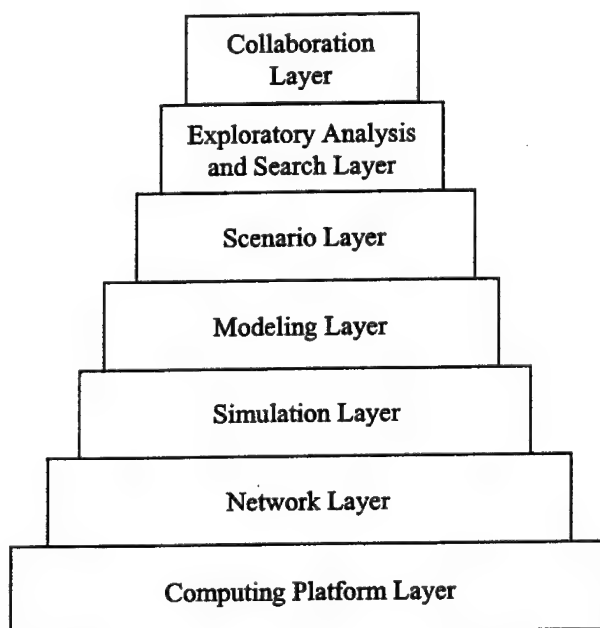 Collaboration
Layer
Exploratory Analysis
and Search Layer
Scenario Layer
Modeling Layer
Simulation Layer
Network Layer
Computing Platform Layer